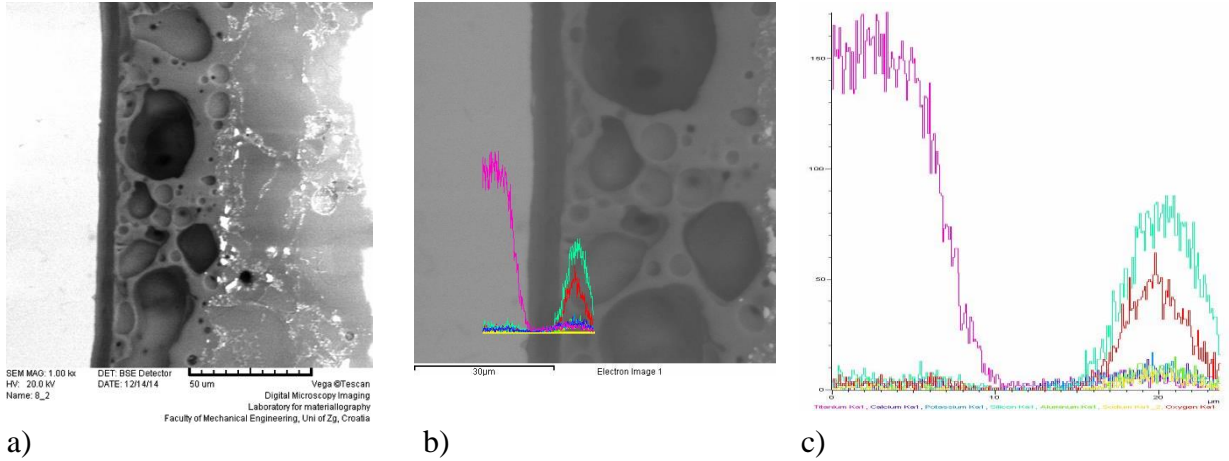 SEM MAG: 1.00 kx DET: BSE Detector
HV: 20.0 kV DATE: 12/14/14 50 um Vega ©Tescan
Name: 8_2 Digital Microscopy Imaging
Laboratory for materiallography
Faculty of Mechanical Engineering, Uni of Zg, Croatia
a)
30µm Electron Image 1
b)
150
100
50
0
10 20 µm
Titanium Ka1, Calcium Ka1, Potassium Ka1, Silicon Ka1, Aluminum Ka1, Sodium Ka1_2, Oxygen Ka1
c)